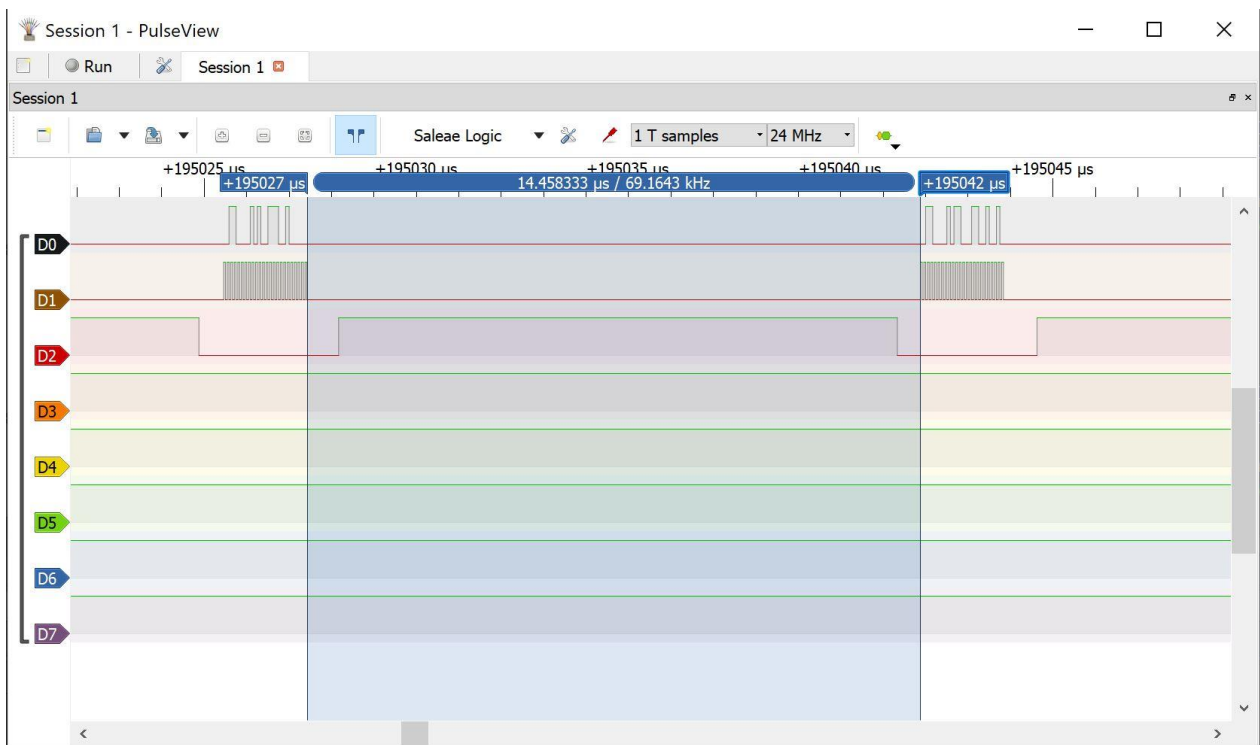 Session 1 - PulseView
Run Session 1
Session 1
Saleae Logic 1 T samples 24 MHz
+195025 µs +195030 µs +195035 µs +195040 µs +195045 µs
+195027 µs 14.458333 µs / 69.1643 kHz +195042 µs
D0
D1
D2
D3
D4
D5
D6
D7